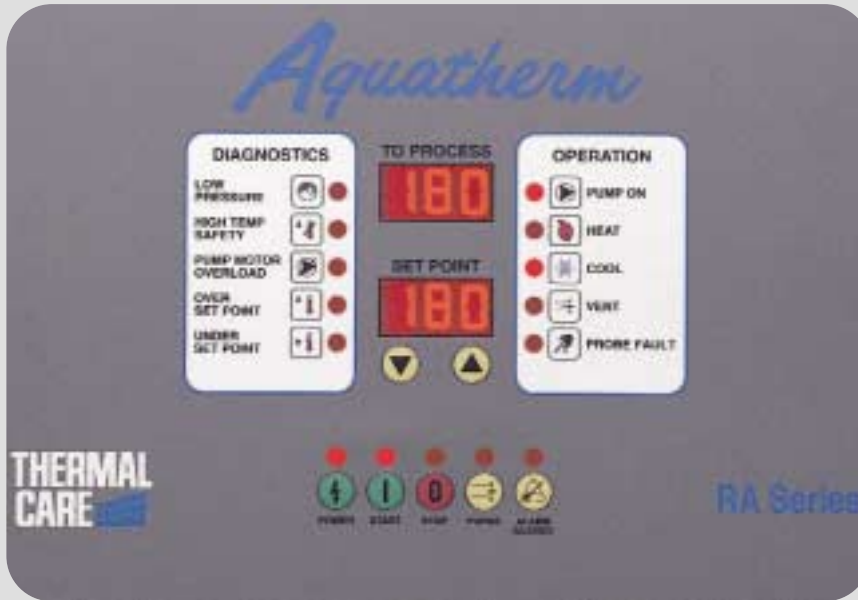 Aquatherm
DIAGNOSTICS
LOW
PRESSURE
HIGH TEMP
SAFETY
PUMP MOTOR
OVERLOAD
OVER
SET POINT
UNDER
SET POINT
TO PROCESS
180
SET POINT
180
OPERATION
PUMP ON
HEAT
COOL
VENT
PROBE FAULT
POWER
START
STOP
PURGE
ALARM
SILENCE
THERMAL
CARE
RA Series